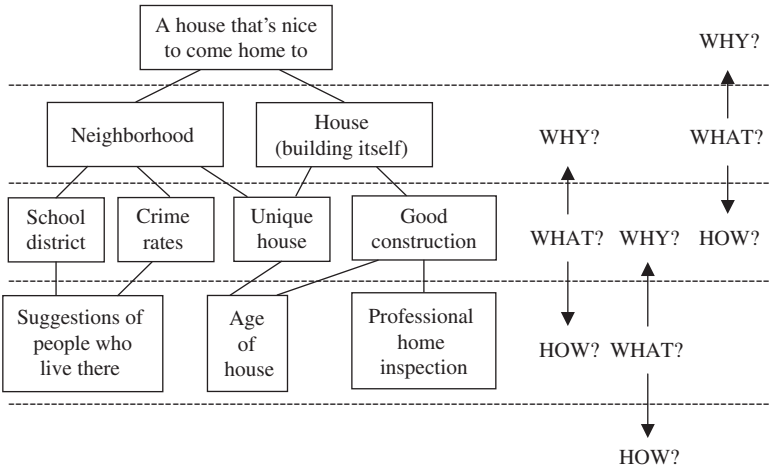 A house that's nice
to come home to
WHY?
Neighborhood
House
(building itself)
WHY?
WHAT?
School
district
Crime
rates
Unique
house
Good
construction
WHAT?
WHY?
HOW?
Suggestions of
people who
live there
Age
of
house
Professional
home
inspection
HOW?
WHAT?
HOW?